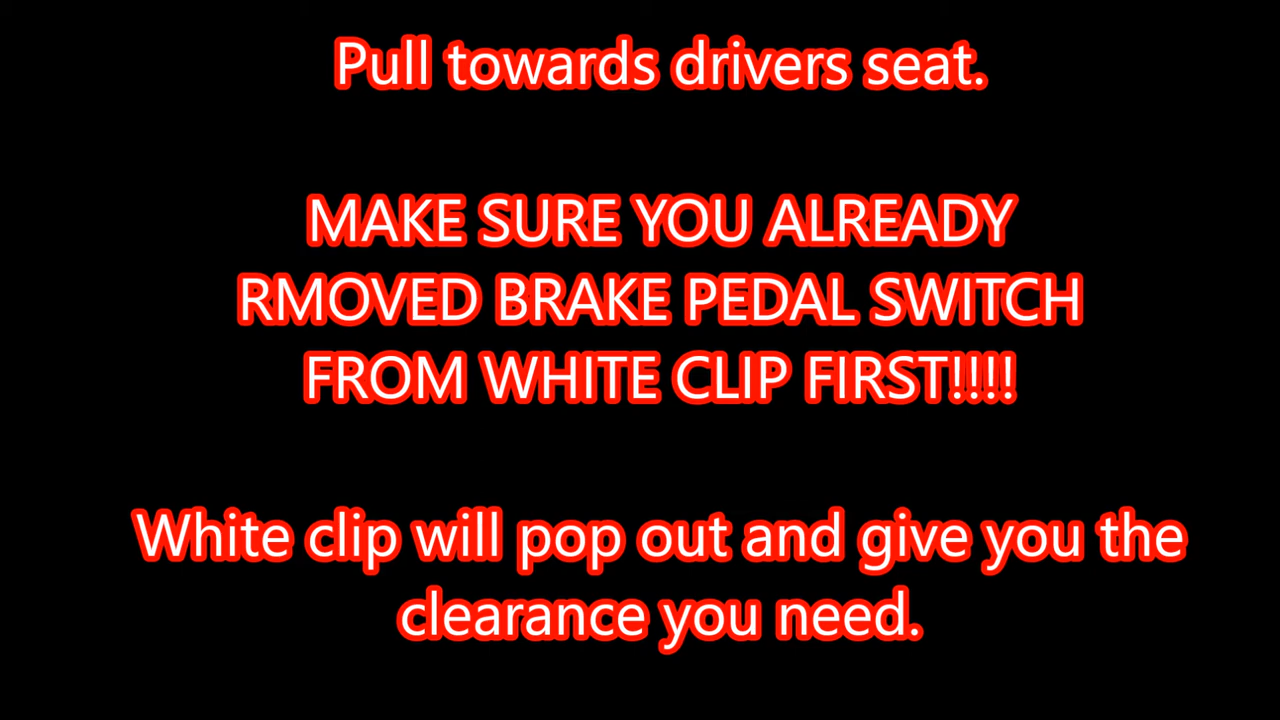 Pull towards drivers seat.
MAKE SURE YOU ALREADY
RMOVED BRAKE PEDAL SWITCH
FROM WHITE CLIP FIRST!!!!
White clip will pop out and give you the
clearance you need.